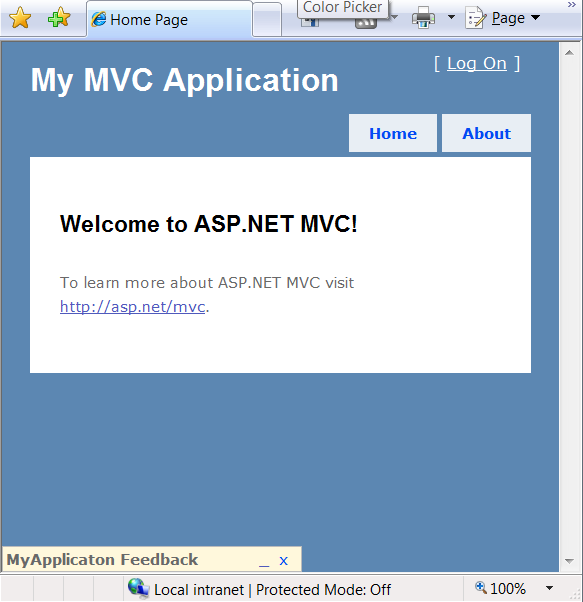 Home Page
Color Picker
Page
My MVC Application
[ Log On ]
Home
About
Welcome to ASP.NET MVC!
To learn more about ASP.NET MVC visit
http://asp.net/mvc.
MyApplicaton Feedback _ x
Local intranet | Protected Mode: Off
100%